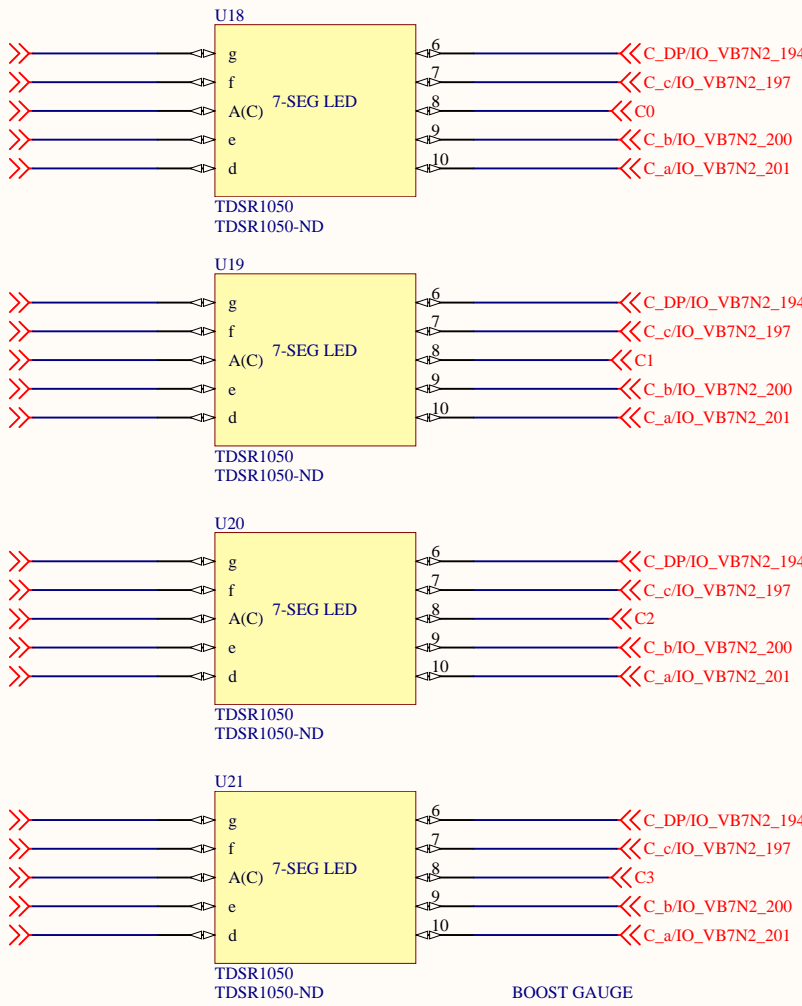 U18
g 6 C_DP/IO_VB7N2_194
f 7 C_c/IO_VB7N2_197
A(C) 7-SEG LED 8 C0
e 9 C_b/IO_VB7N2_200
d 10 C_a/IO_VB7N2_201
TDSR1050
TDSR1050-ND
U19
g 6 C_DP/IO_VB7N2_194
f 7 C_c/IO_VB7N2_197
A(C) 7-SEG LED 8 C1
e 9 C_b/IO_VB7N2_200
d 10 C_a/IO_VB7N2_201
TDSR1050
TDSR1050-ND
U20
g 6 C_DP/IO_VB7N2_194
f 7 C_c/IO_VB7N2_197
A(C) 7-SEG LED 8 C2
e 9 C_b/IO_VB7N2_200
d 10 C_a/IO_VB7N2_201
TDSR1050
TDSR1050-ND
U21
g 6 C_DP/IO_VB7N2_194
f 7 C_c/IO_VB7N2_197
A(C) 7-SEG LED 8 C3
e 9 C_b/IO_VB7N2_200
d 10 C_a/IO_VB7N2_201
TDSR1050
TDSR1050-ND BOOST GAUGE